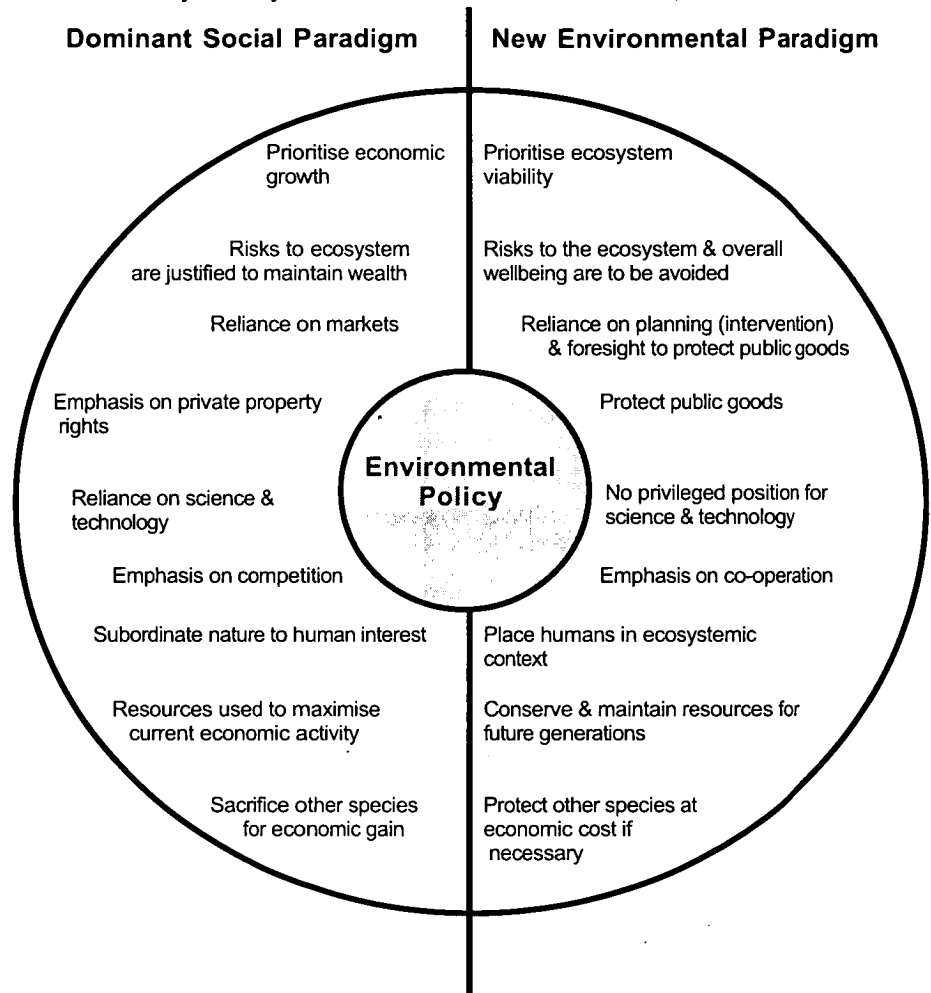 Dominant Social Paradigm
New Environmental Paradigm
Prioritise economic
growth
Prioritise ecosystem
viability
Risks to ecosystem
are justified to maintain wealth
Risks to the ecosystem & overall
wellbeing are to be avoided
Reliance on markets
Reliance on planning (intervention)
& foresight to protect public goods
Emphasis on private property
rights
Protect public goods
Environmental
Policy
Reliance on science &
technology
No privileged position for
science & technology
Emphasis on competition
Emphasis on co-operation
Subordinate nature to human interest
Place humans in ecosystemic
context
Resources used to maximise
current economic activity
Conserve & maintain resources for
future generations
Sacrifice other species
for economic gain
Protect other species at
economic cost if
necessary